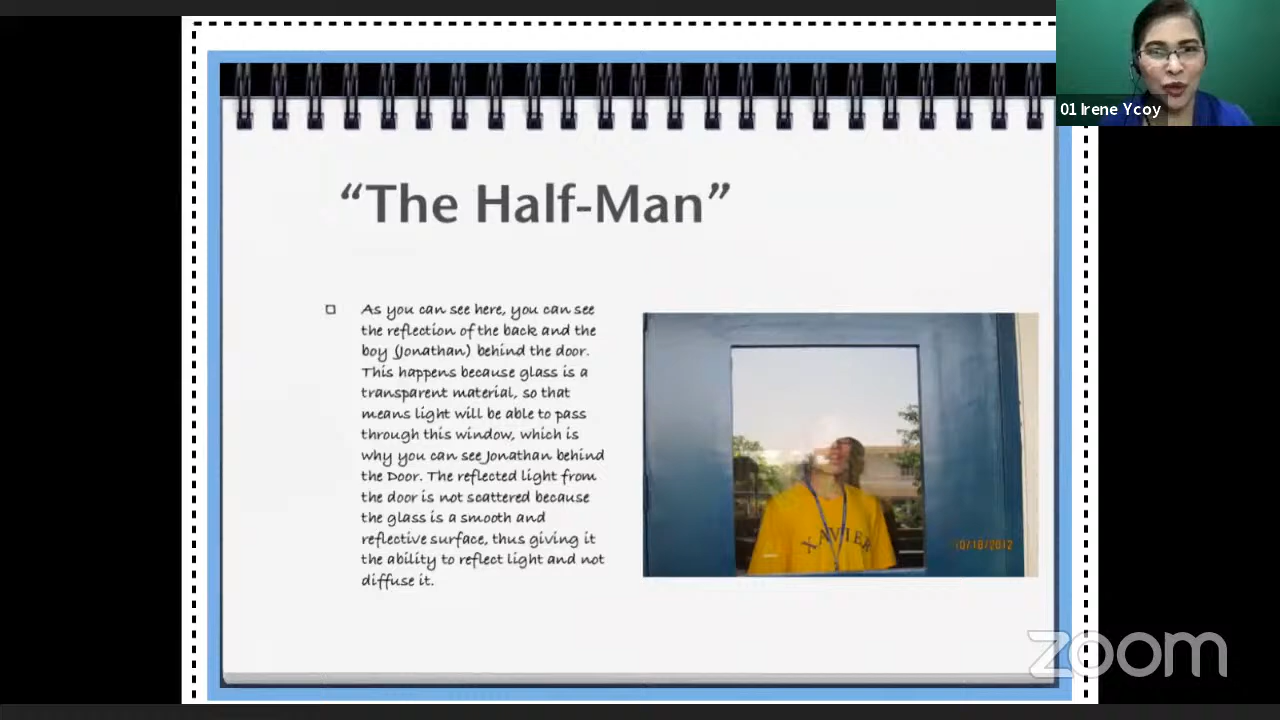 01 Irene Ycoy
“The Half-Man”
As you can see here, you can see
the reflection of the back and the
boy (Jonathan) behind the door.
This happens because glass is a
transparent material, so that
means light will be able to pass
through this window, which is
why you can see Jonathan behind
the Door. The reflected light from
the door is not scattered because
the glass is a smooth and
reflective surface, thus giving it
the ability to reflect light and not
diffuse it.
XAVIER
10/18/2012
zoom